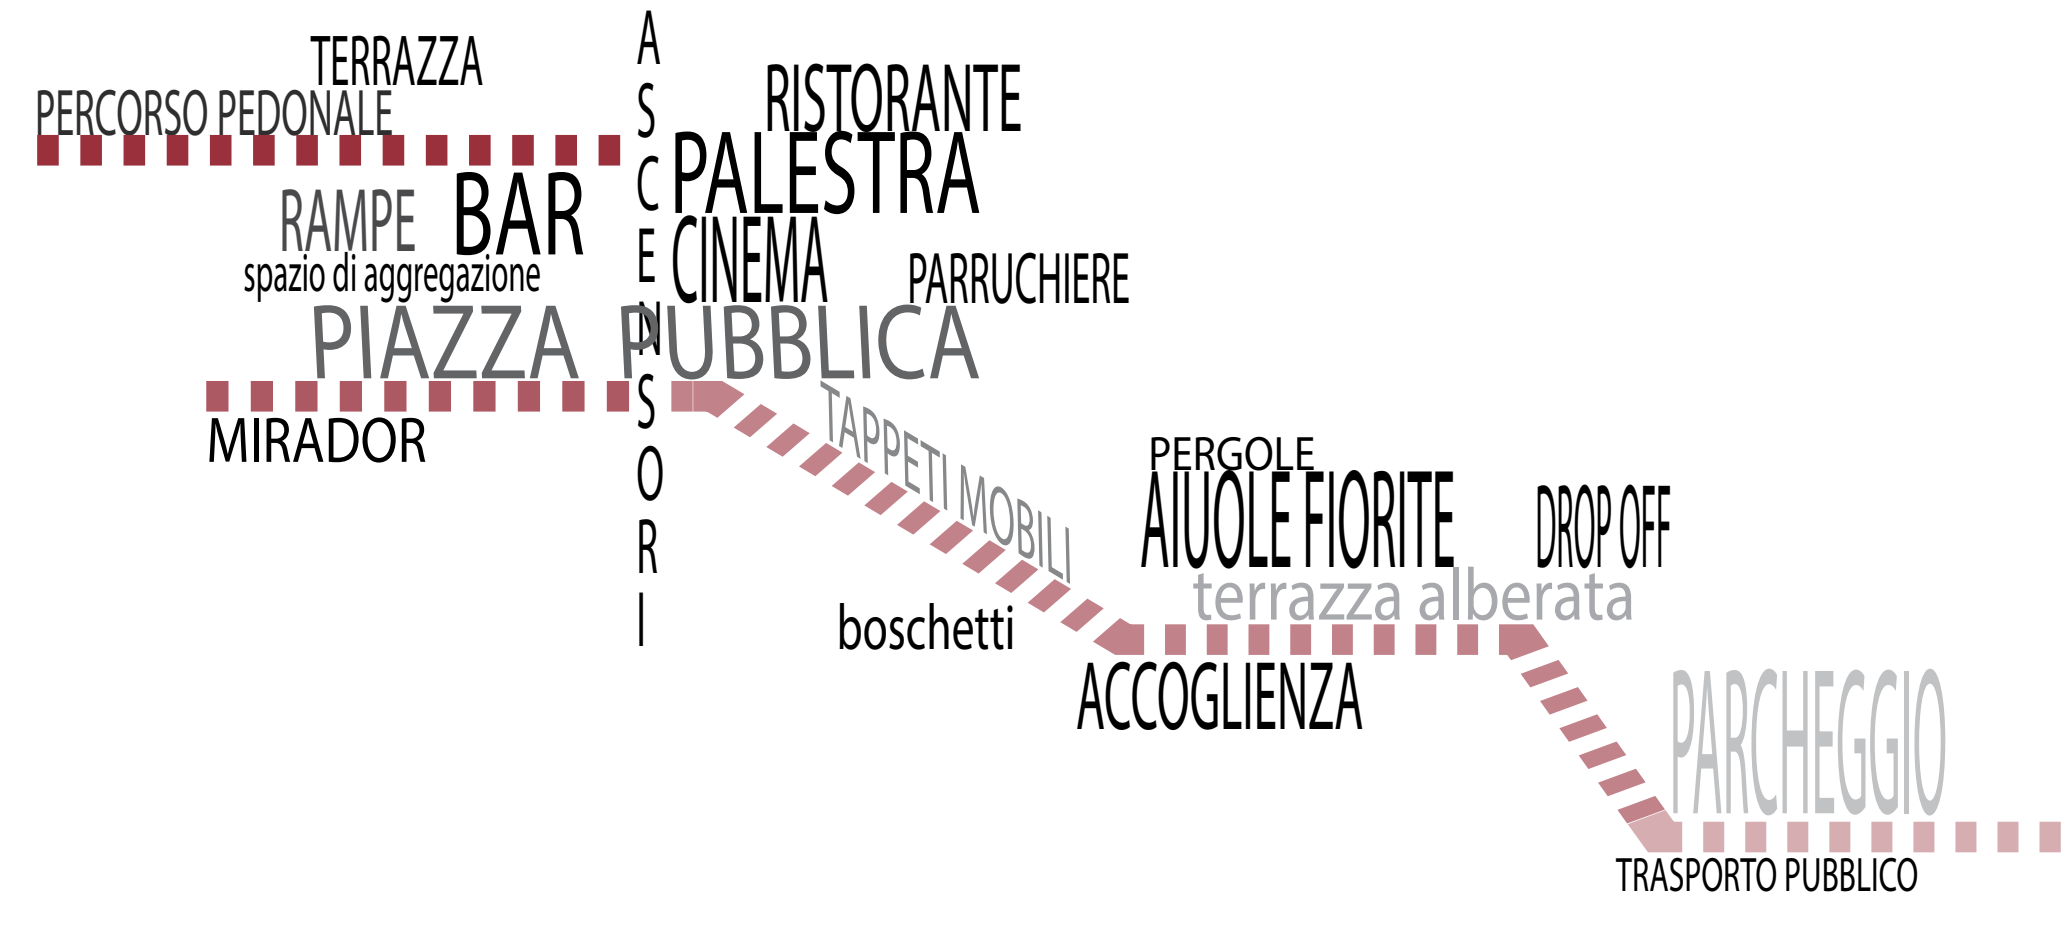 TERRAZZA
PERCORSO PEDONALE
ASCENSORI
RISTORANTE
PALESTRA
RAMPE
BAR
CINEMA
PARRUCHIERE
spazio di aggregazione
PIAZZA PUBBLICA
MIRADOR
TAPPETI MOBILI
PERGOLE
AIUOLE FIORITE
DROP OFF
terrazza alberata
boschetti
ACCOGLIENZA
PARCHEGGIO
TRASPORTO PUBBLICO